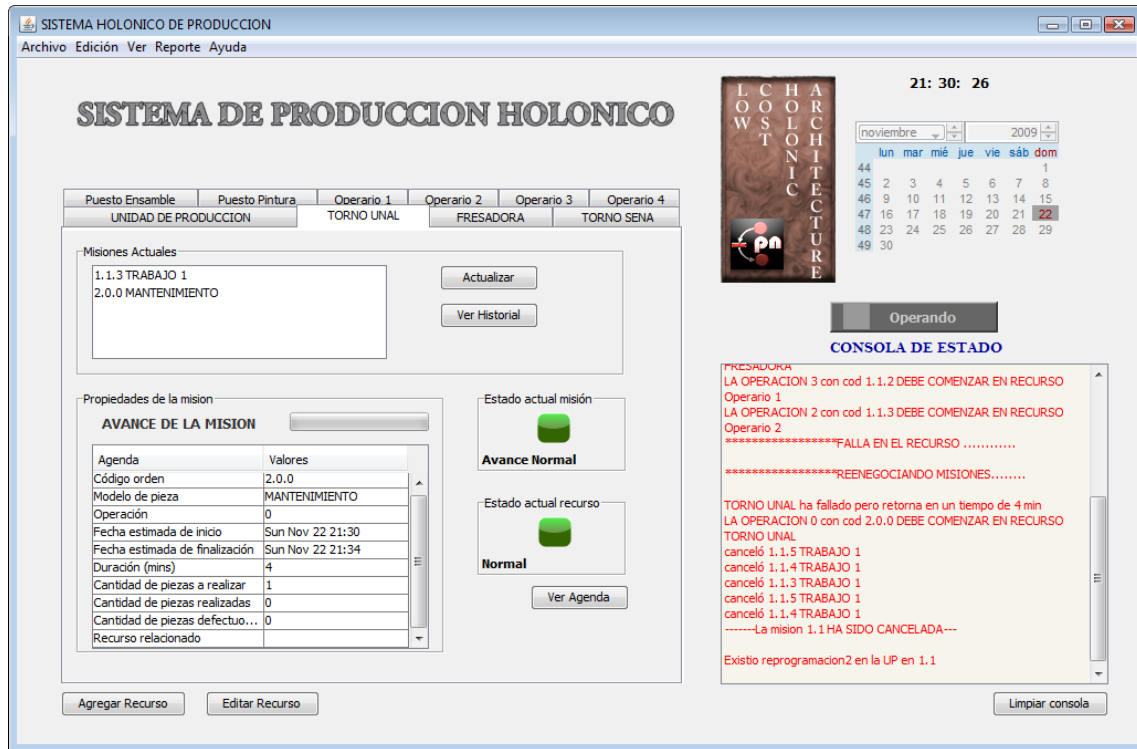 SISTEMA HOLONICO DE PRODUCCION
Archivo Edición Ver Reporte Ayuda
SISTEMA DE PRODUCCION HOLONICO
LOW COST HOLONIC ARCHITECTURE
pn
21: 30: 26
noviembre 2009
lun mar mié jue vie sáb dom
44 1
45 2 3 4 5 6 7 8
46 9 10 11 12 13 14 15
47 16 17 18 19 20 21 22
48 23 24 25 26 27 28 29
49 30
Puesto Ensamble Puesto Pintura Operario 1 Operario 2 Operario 3 Operario 4
UNIDAD DE PRODUCCION TORNO UNAL FRESADORA TORNO SENA
Misiones Actuales
1.1.3 TRABAJO 1
2.0.0 MANTENIMIENTO
Actualizar
Ver Historial
Propiedades de la mision
AVANCE DE LA MISION
Agenda Valores
Código orden 2.0.0
Modelo de pieza MANTENIMIENTO
Operación 0
Fecha estimada de inicio Sun Nov 22 21:30
Fecha estimada de finalización Sun Nov 22 21:34
Duración (mins) 4
Cantidad de piezas a realizar 1
Cantidad de piezas realizadas 0
Cantidad de piezas defectuo... 0
Recurso relacionado
Estado actual misión
Avance Normal
Estado actual recurso
Normal
Ver Agenda
Agregar Recurso Editar Recurso
Operando
CONSOLA DE ESTADO
FRESADORA
LA OPERACION 3 con cod 1.1.2 DEBE COMENZAR EN RECURSO
Operario 1
LA OPERACION 2 con cod 1.1.3 DEBE COMENZAR EN RECURSO
Operario 2
*****************FALLA EN EL RECURSO ............
*****************REENEGOCIANDO MISIONES........
TORNO UNAL ha fallado pero retorna en un tiempo de 4 min
LA OPERACION 0 con cod 2.0.0 DEBE COMENZAR EN RECURSO
TORNO UNAL
canceló 1.1.5 TRABAJO 1
canceló 1.1.4 TRABAJO 1
canceló 1.1.3 TRABAJO 1
canceló 1.1.5 TRABAJO 1
canceló 1.1.4 TRABAJO 1
-------La mision 1.1 HA SIDO CANCELADA---
Existio reprogramacion2 en la UP en 1.1
Limpiar consola